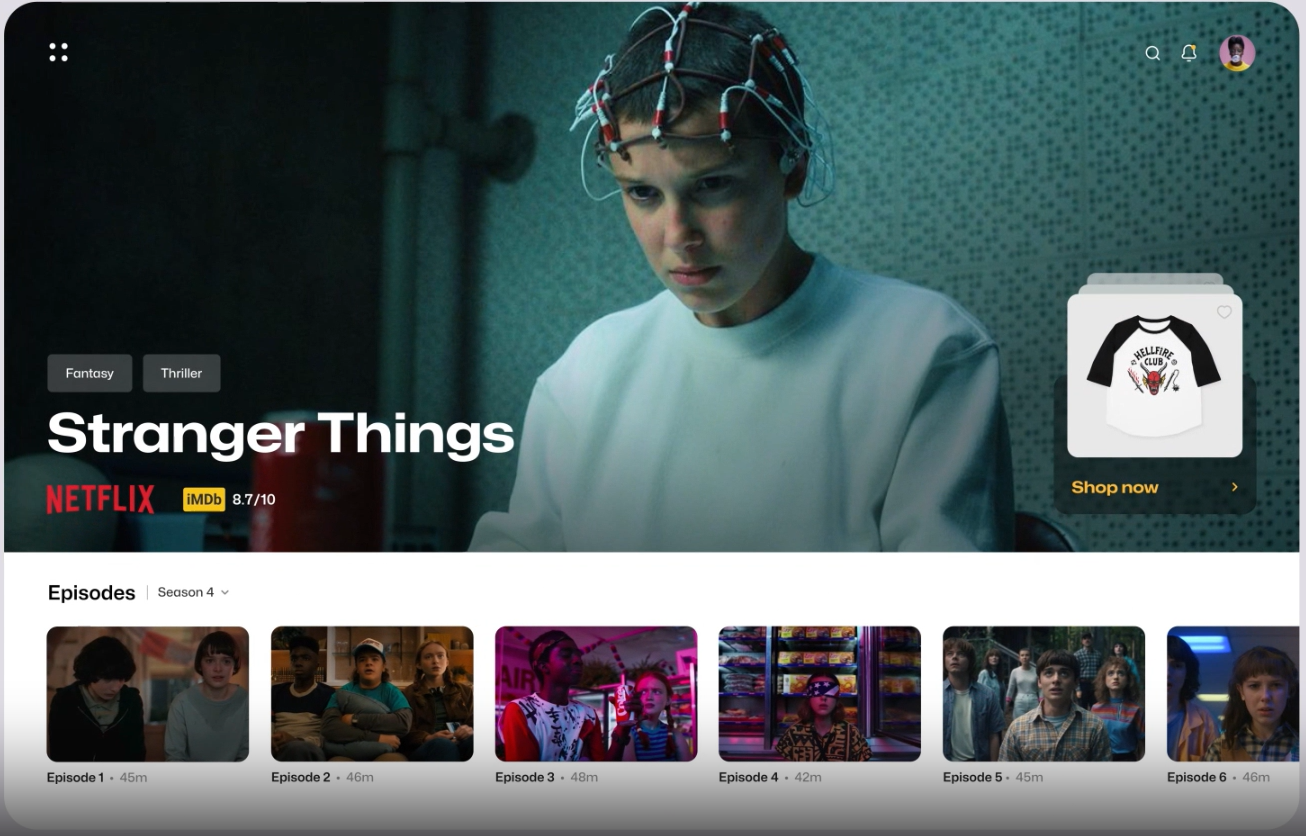 Fantasy Thriller
Stranger Things
NETFLIX IMDb 8.7/10
HELLFIRE
CLUB
Shop now
Episodes Season 4
AIR
Episode 1 • 45m
Episode 2 • 46m
Episode 3 • 48m
Episode 4 • 42m
Episode 5 • 45m
Episode 6 • 46m